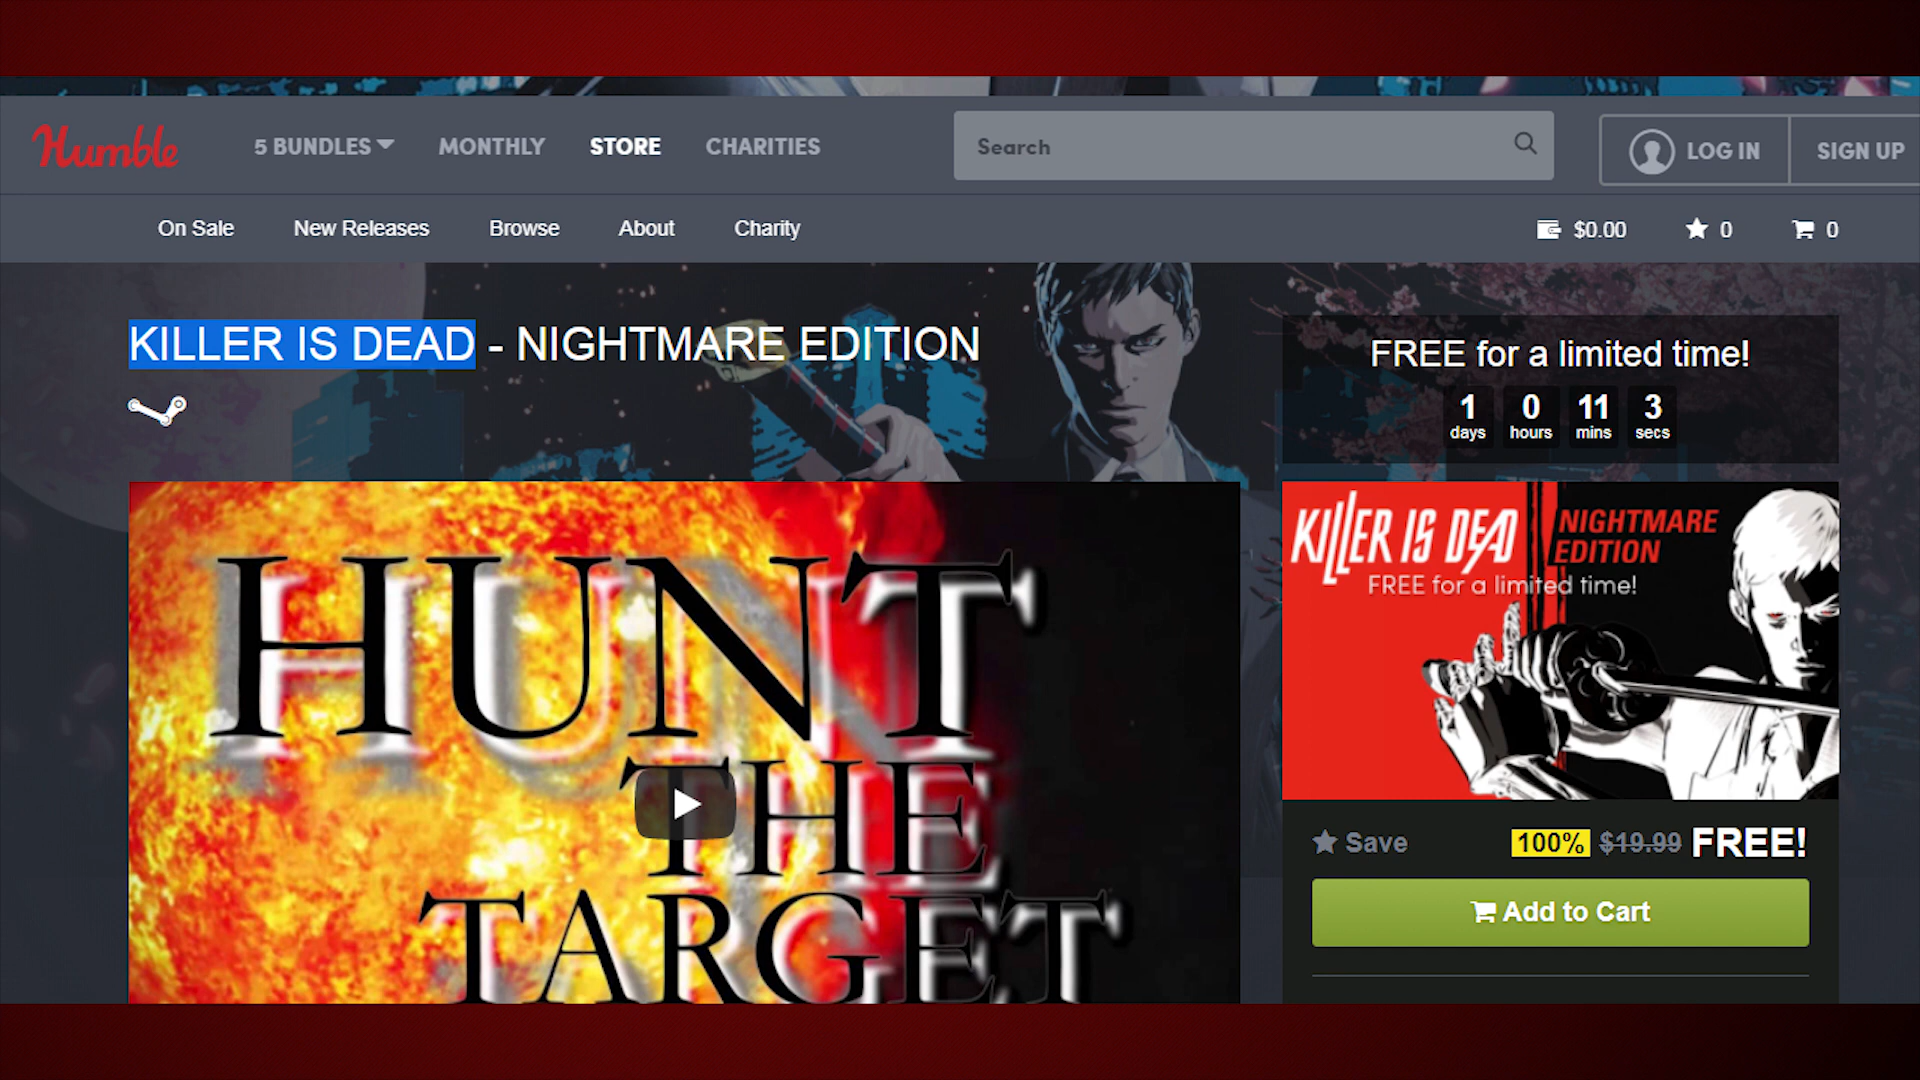 Humble
5 BUNDLES
MONTHLY
STORE
CHARITIES
Search
LOG IN
SIGN UP
On Sale
New Releases
Browse
About
Charity
$0.00
0
0
KILLER IS DEAD - NIGHTMARE EDITION
FREE for a limited time!
1 0 11 3
days hours mins secs
HUNT
THE
TARGET
KILLER IS DEAD
NIGHTMARE
EDITION
FREE for a limited time!
Save
100% $19.99 FREE!
Add to Cart